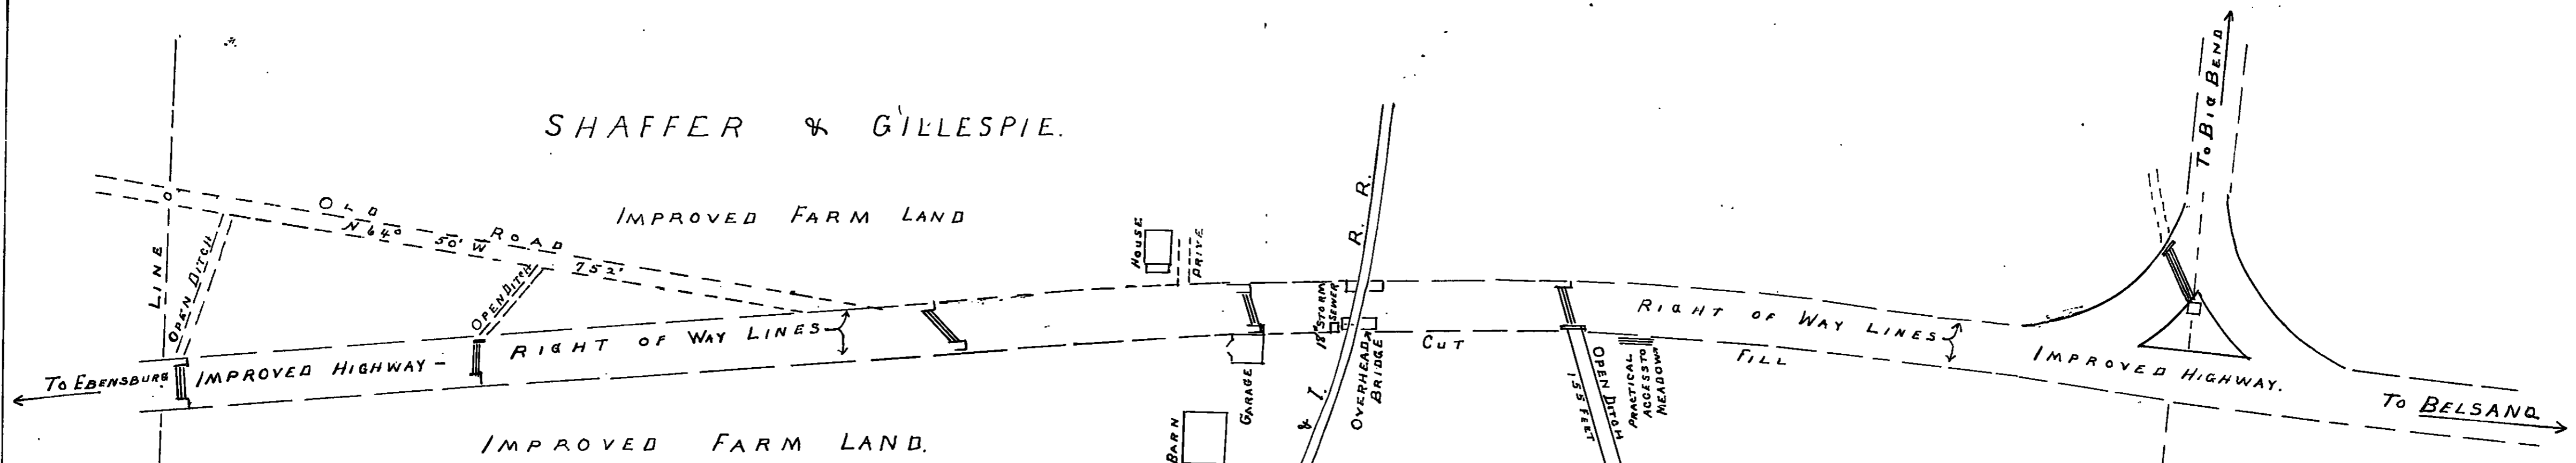 SHAFFER & GILLESPIE.
IMPROVED FARM LAND
OLD ROAD
N 64° 50' W 752'
LINE
OPEN DITCH
OPEN DITCH
TO EBENSBURG
IMPROVED HIGHWAY
RIGHT OF WAY LINES
IMPROVED FARM LAND.
HOUSE
DRIVE
GARAGE
BARN
18" STORM
SEWER
& I. R. R.
OVERHEAD
BRIDGE
CUT
OPEN DITCH
155 FEET
PRACTICAL
ACCESS TO
MEADOW
FILL
RIGHT OF WAY LINES
IMPROVED HIGHWAY.
TO BIG BEND
TO BELSANO